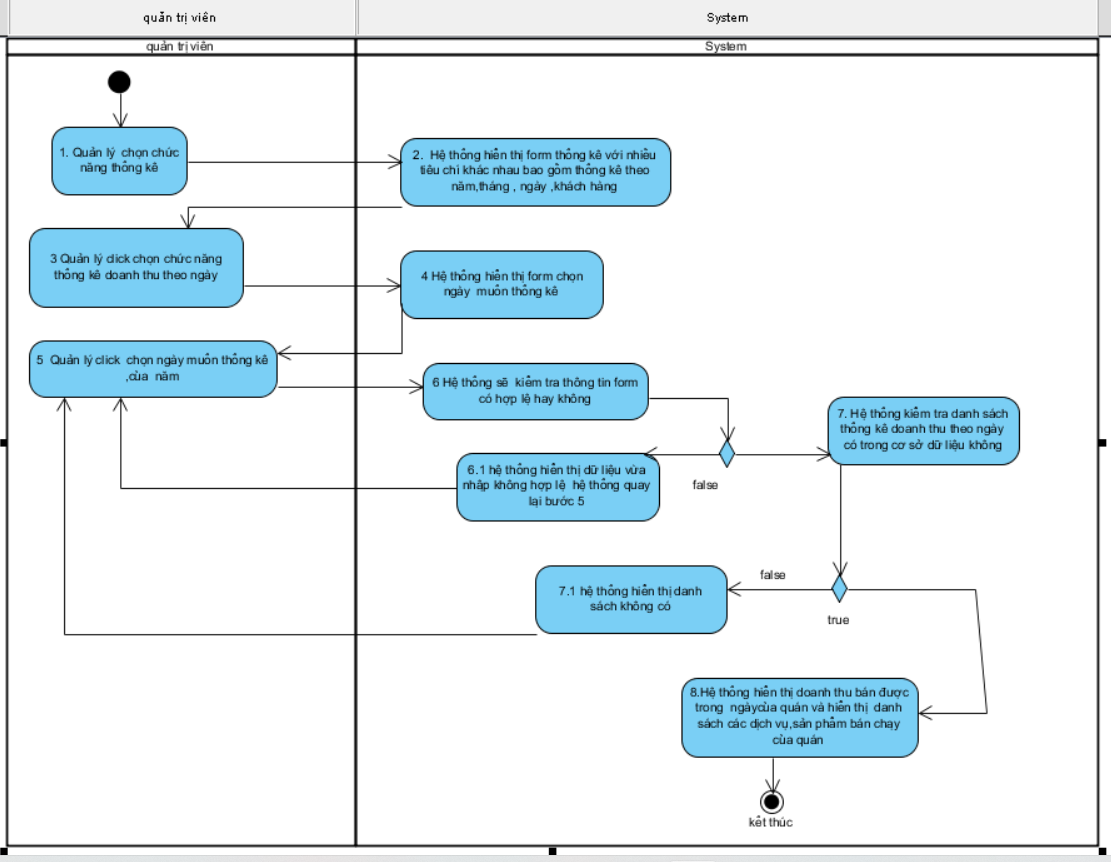 quản trị viên
System
quản trị viên
System
1. Quản lý chọn chức
năng thống kê
2. Hệ thống hiển thị form thống kê với nhiều
tiêu chí khác nhau bao gồm thống kê theo
năm,tháng , ngày ,khách hàng
3 Quản lý click chọn chức năng
thống kê doanh thu theo ngày
4 Hệ thống hiển thị form chọn
ngày muốn thống kê
5 Quản lý click chọn ngày muốn thống kê
,của năm
6 Hệ thống sẽ kiểm tra thông tin form
có hợp lệ hay không
7. Hệ thống kiểm tra danh sách
thống kê doanh thu theo ngày
có trong cơ sở dữ liệu không
6.1 hệ thống hiển thị dữ liệu vừa
nhập không hợp lệ hệ thống quay
lại bước 5
false
7.1 hệ thống hiển thị danh
sách không có
false
true
8.Hệ thống hiển thị doanh thu bán được
trong ngàycủa quán và hiển thị danh
sách các dịch vụ,sản phẩm bán chạy
của quán
kết thúc